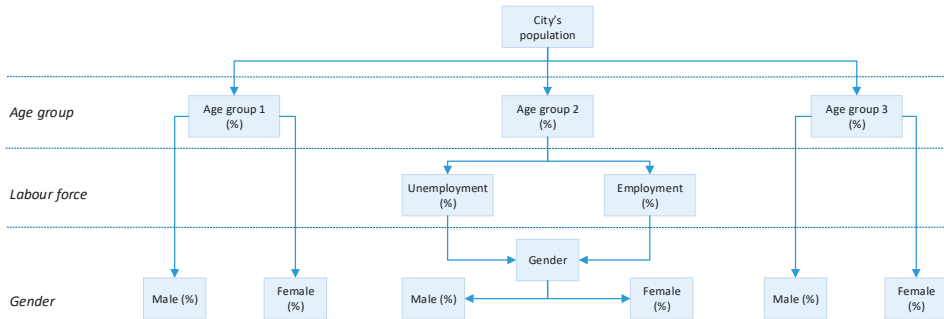 City's
population
Age group
Age group 1
(%)
Age group 2
(%)
Age group 3
(%)
Labour force
Unemployment
(%)
Employment
(%)
Gender
Gender
Male (%)
Female
(%)
Male (%)
Female
(%)
Male (%)
Female
(%)